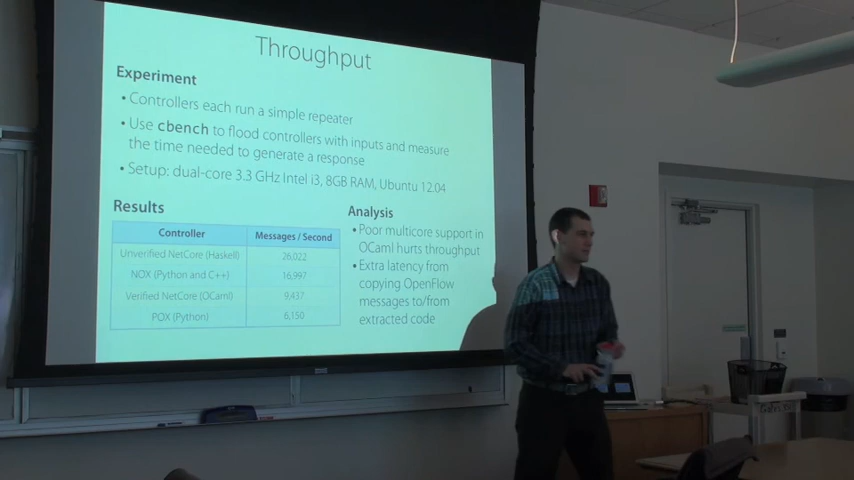 Throughput
Experiment
• Controllers each run a simple repeater
• Use cbench to flood controllers with inputs and measure
the time needed to generate a response
• Setup: dual-core 3.3 GHz Intel i3, 8GB RAM, Ubuntu 12.04
Results
Controller Messages / Second
Unverified NetCore (Haskell) 26,022
NOX (Python and C++) 16,997
Verified NetCore (OCaml) 9,437
POX (Python) 6,150
Analysis
• Poor multicore support in
OCaml hurts throughput
• Extra latency from
copying OpenFlow
messages to/from
extracted code